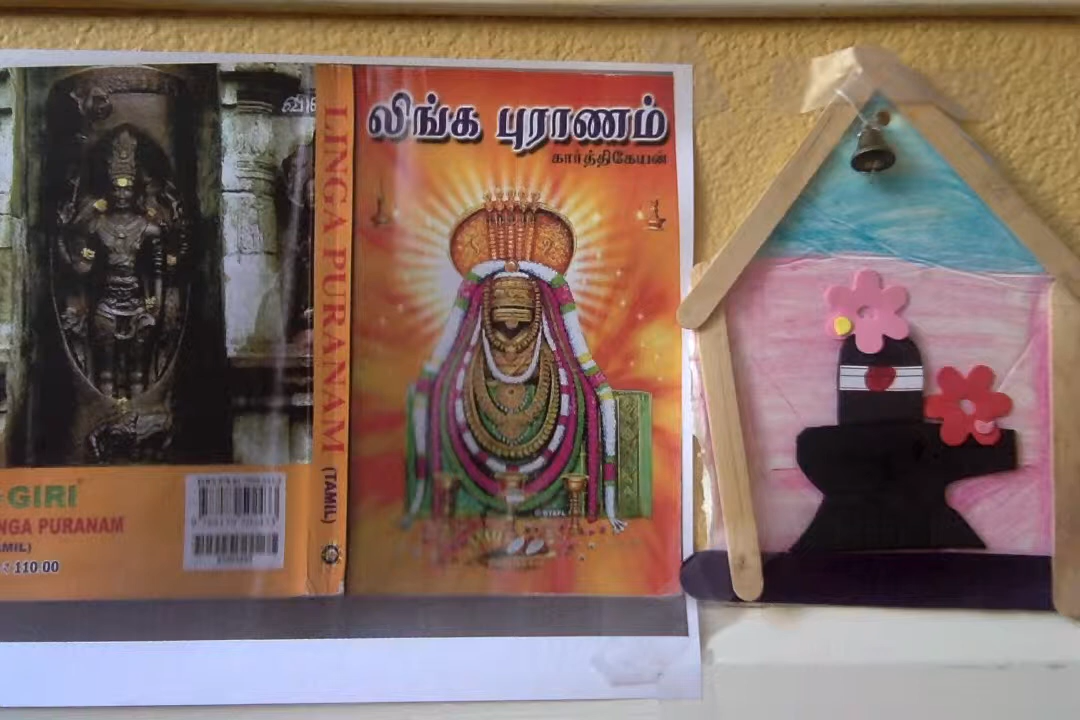 லிங்க புராணம்
கார்த்திகேயன்
LINGA PURANAM (TAMIL)
GIRI
NGA PURANAM
AMIL)
₹ 110.00